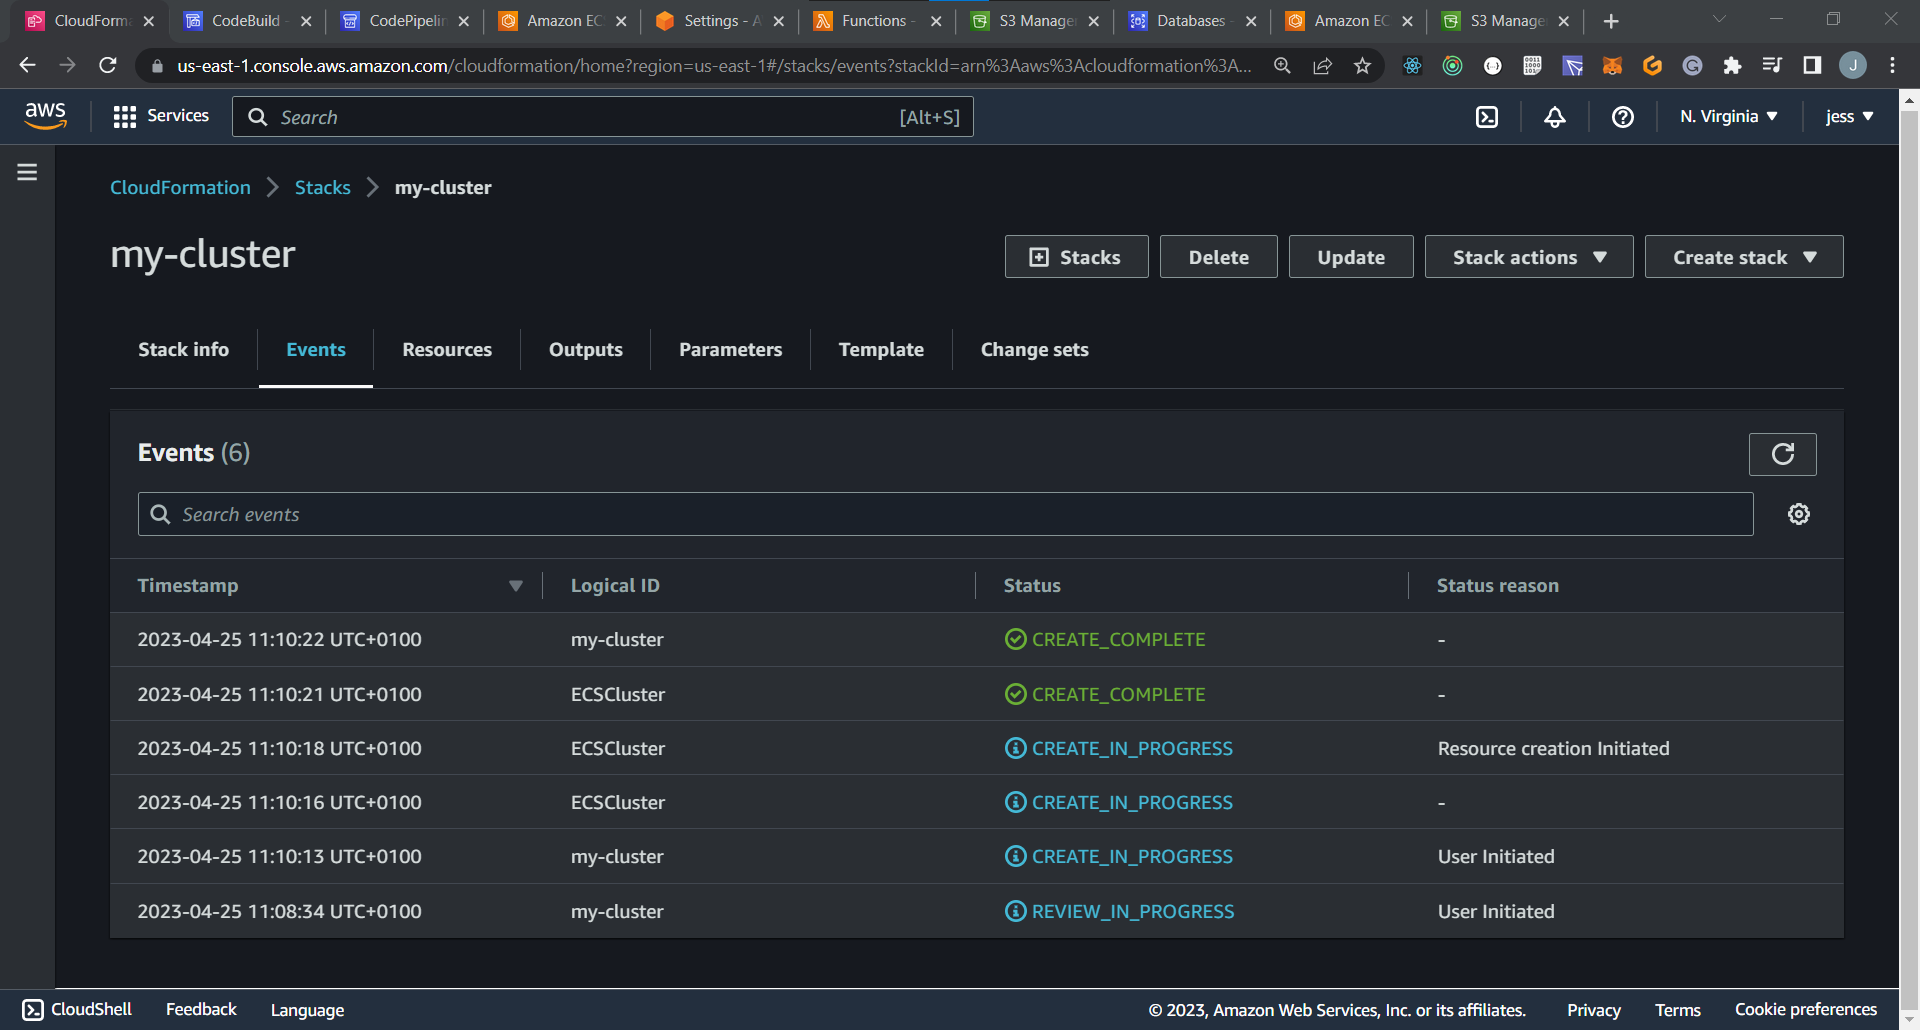 CloudForma
CodeBuild -
CodePipelin
Amazon EC
Settings - A
Functions -
S3 Manage
Databases -
Amazon EC
S3 Manage
us-east-1.console.aws.amazon.com/cloudformation/home?region=us-east-1#/stacks/events?stackId=arn%3Aaws%3Acloudformation%3A...
J
aws
Services
Search
[Alt+S]
N. Virginia
jess
CloudFormation
Stacks
my-cluster
my-cluster
Stacks
Delete
Update
Stack actions
Create stack
Stack info
Events
Resources
Outputs
Parameters
Template
Change sets
Events (6)
Search events
Timestamp
Logical ID
Status
Status reason
2023-04-25 11:10:22 UTC+0100
my-cluster
CREATE_COMPLETE
-
2023-04-25 11:10:21 UTC+0100
ECSCluster
CREATE_COMPLETE
-
2023-04-25 11:10:18 UTC+0100
ECSCluster
CREATE_IN_PROGRESS
Resource creation Initiated
2023-04-25 11:10:16 UTC+0100
ECSCluster
CREATE_IN_PROGRESS
-
2023-04-25 11:10:13 UTC+0100
my-cluster
CREATE_IN_PROGRESS
User Initiated
2023-04-25 11:08:34 UTC+0100
my-cluster
REVIEW_IN_PROGRESS
User Initiated
CloudShell
Feedback
Language
© 2023, Amazon Web Services, Inc. or its affiliates.
Privacy
Terms
Cookie preferences